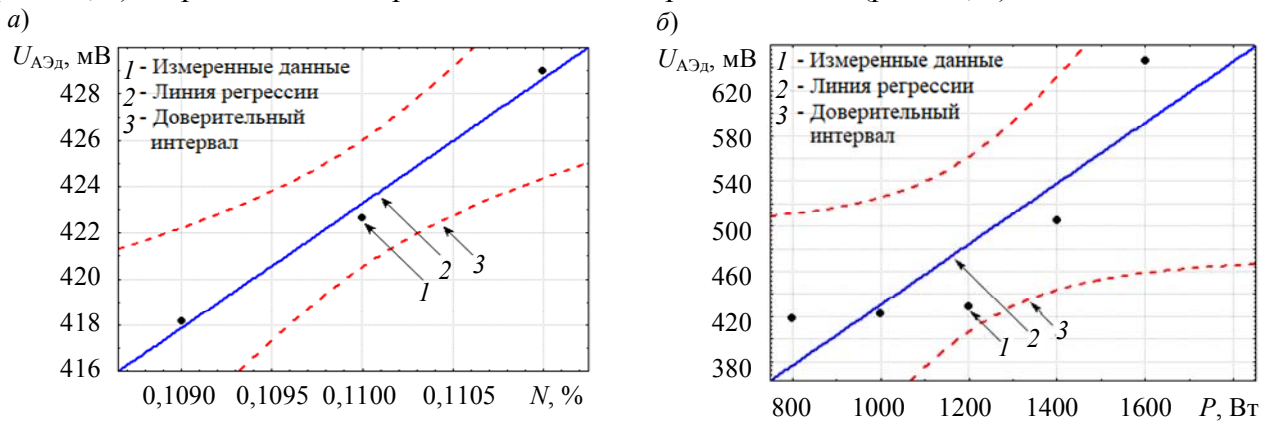 а)
U_АЭд, мВ
1 - Измеренные данные
2 - Линия регрессии
3 - Доверительный
интервал
428
426
424
422
420
418
416
2
3
1
0,1090 0,1095 0,1100 0,1105 N, %
б)
U_АЭд, мВ
1 - Измеренные данные
2 - Линия регрессии
3 - Доверительный
интервал
620
580
540
500
460
420
380
1
2
3
800 1000 1200 1400 1600 P, Вт